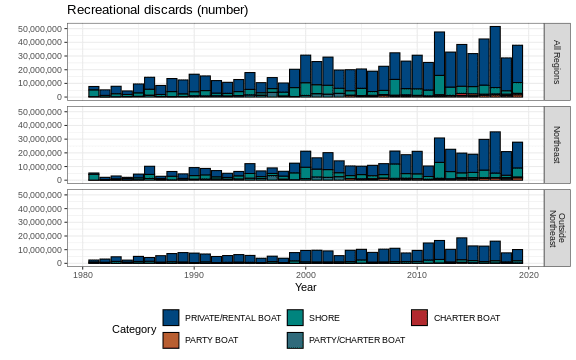 Recreational discards (number)
50,000,000
40,000,000
30,000,000
20,000,000
10,000,000
0
All Regions
50,000,000
40,000,000
30,000,000
20,000,000
10,000,000
0
Northeast
50,000,000
40,000,000
30,000,000
20,000,000
10,000,000
0
Outside
Northeast
1980 1990 2000 2010 2020
Year
Category
PRIVATE/RENTAL BOAT SHORE CHARTER BOAT
PARTY BOAT PARTY/CHARTER BOAT